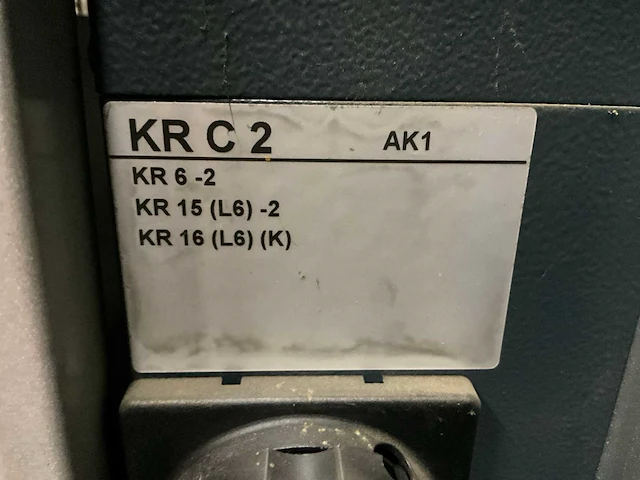 KR C 2 AK1
KR 6 -2
KR 15 (L6) -2
KR 16 (L6) (K)